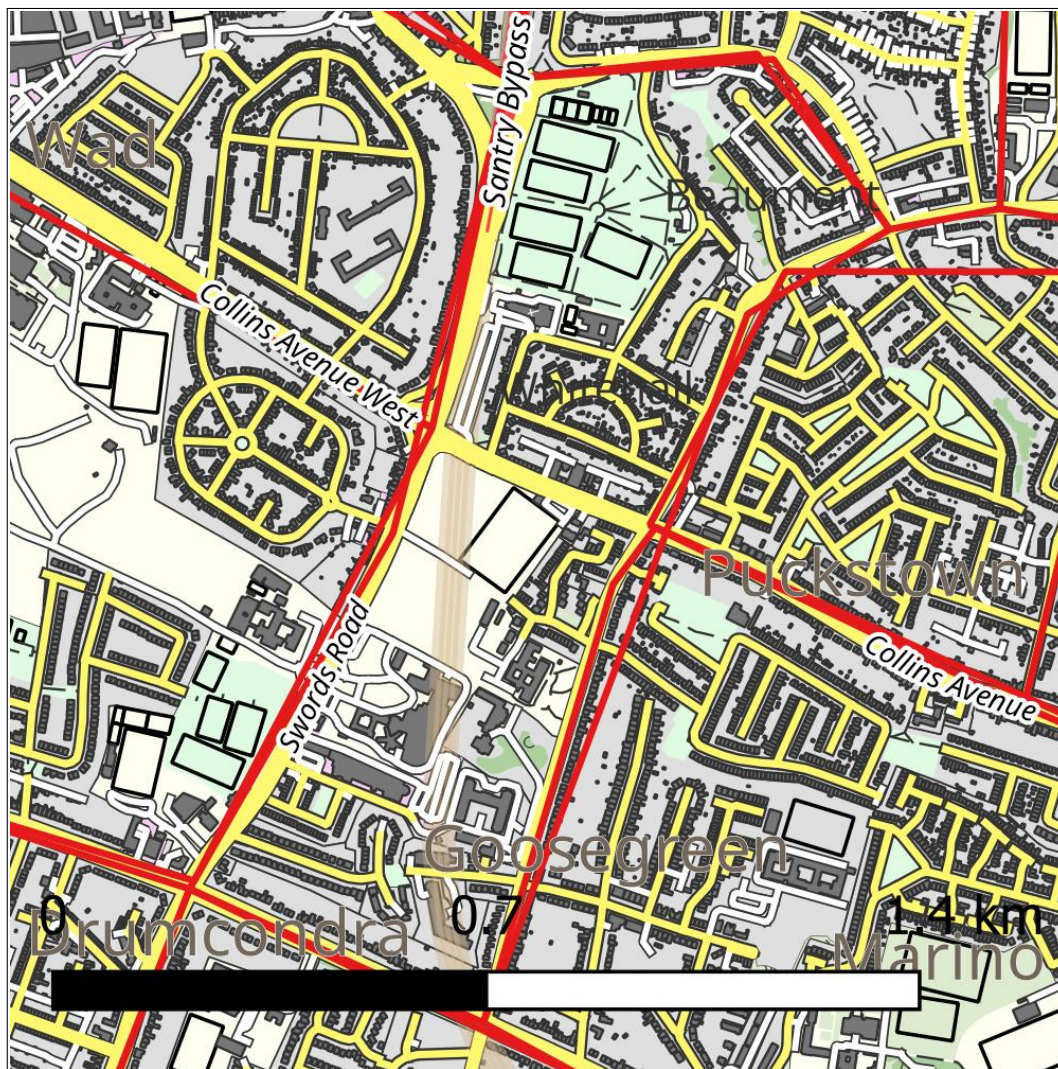 Santry Bypass
Wad
Beaumont
Collins Avenue West
Whitehall
Puckstown
Swords Road
Collins Avenue
Goosegreen
0 0.7 1.4 km
Drumcondra
Marino